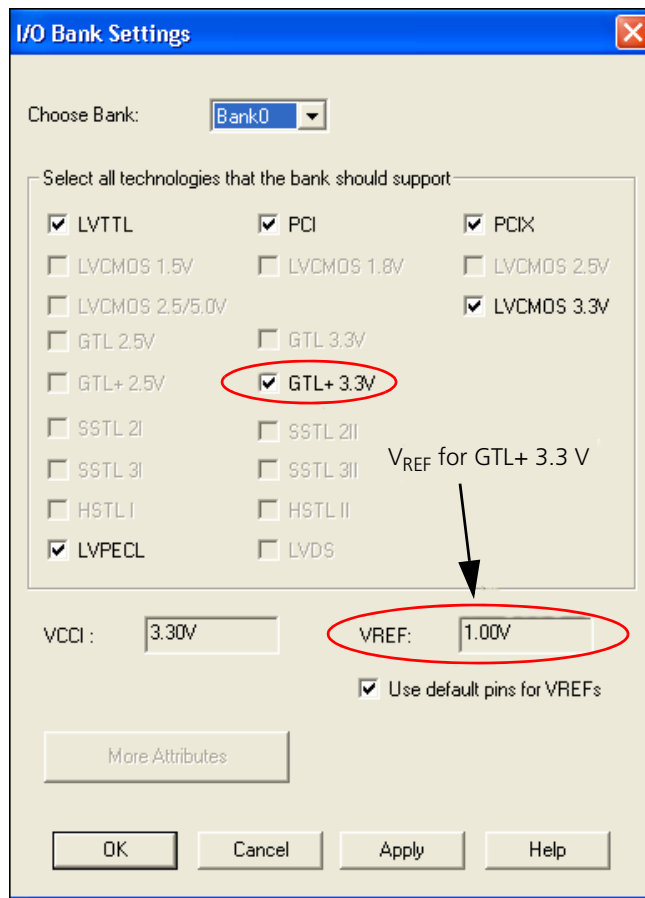 I/O Bank Settings
Choose Bank: Bank0
Select all technologies that the bank should support
LVTTL PCI PCIX
LVCMOS 1.5V LVCMOS 1.8V LVCMOS 2.5V
LVCMOS 2.5/5.0V LVCMOS 3.3V
GTL 2.5V GTL 3.3V
GTL+ 2.5V GTL+ 3.3V
SSTL 2I SSTL 2II
VREF for GTL+ 3.3 V
SSTL 3I SSTL 3II
HSTL I HSTL II
LVPECL LVDS
VCCI : 3.30V VREF: 1.00V
Use default pins for VREFs
More Attributes
OK Cancel Apply Help